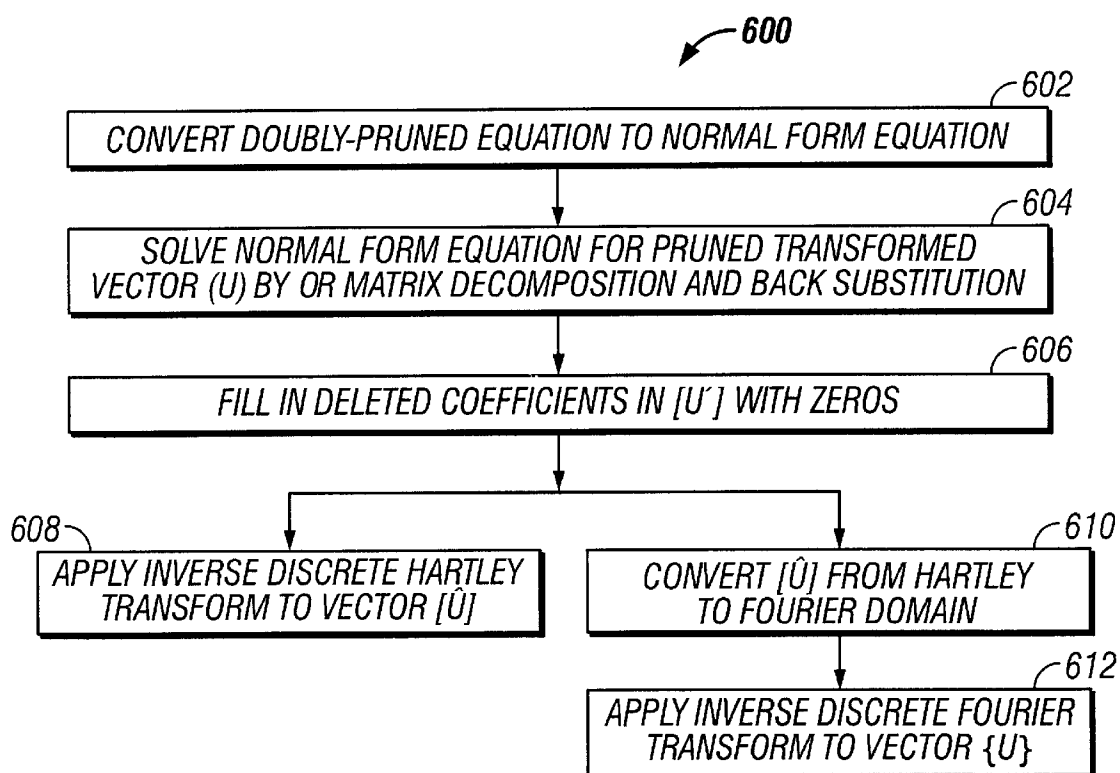 600
602
CONVERT DOUBLY-PRUNED EQUATION TO NORMAL FORM EQUATION
604
SOLVE NORMAL FORM EQUATION FOR PRUNED TRANSFORMED
VECTOR (U) BY OR MATRIX DECOMPOSITION AND BACK SUBSTITUTION
606
FILL IN DELETED COEFFICIENTS IN [U´] WITH ZEROS
608
APPLY INVERSE DISCRETE HARTLEY
TRANSFORM TO VECTOR [Û]
610
CONVERT [Û] FROM HARTLEY
TO FOURIER DOMAIN
612
APPLY INVERSE DISCRETE FOURIER
TRANSFORM TO VECTOR {U}